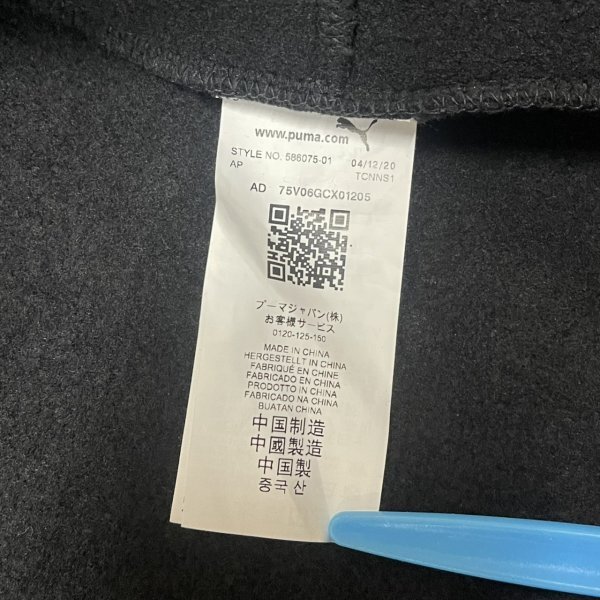 www.puma.com
STYLE NO. 586075-01 04/12/20
AP TCNNS1
AD 75V06GCX01205
プーマジャパン(株)
お客様サービス
0120-125-150
MADE IN CHINA
HERGESTELLT IN CHINA
FABRIQUÉ EN CHINE
FABRICADO EN CHINA
PRODOTTO IN CHINA
FABRICADO NA CHINA
BUATAN CHINA
中国制造
中國製造
中国製
중국 산